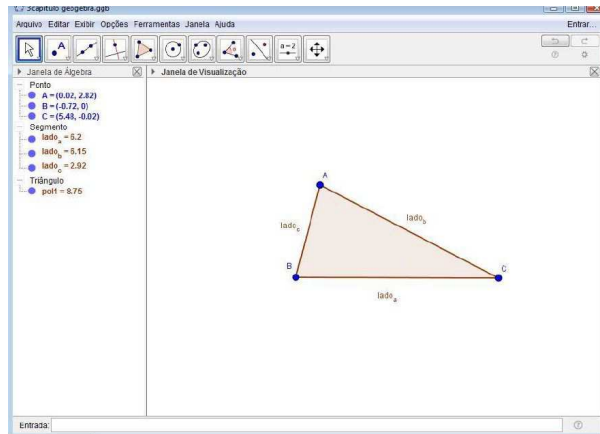 3capitulo geogebra.ggb
Arquivo Editar Exibir Opções Ferramentas Janela Ajuda
Entrar...
A
a=2
Janela de Álgebra
Janela de Visualização
Ponto
A = (0.02, 2.82)
B = (-0.72, 0)
C = (5.48, -0.02)
Segmento
lado_a = 6.2
lado_b = 6.15
lado_c = 2.92
Triângulo
pol1 = 8.75
A
lado_c
lado_b
B
C
lado_a
Entrada: